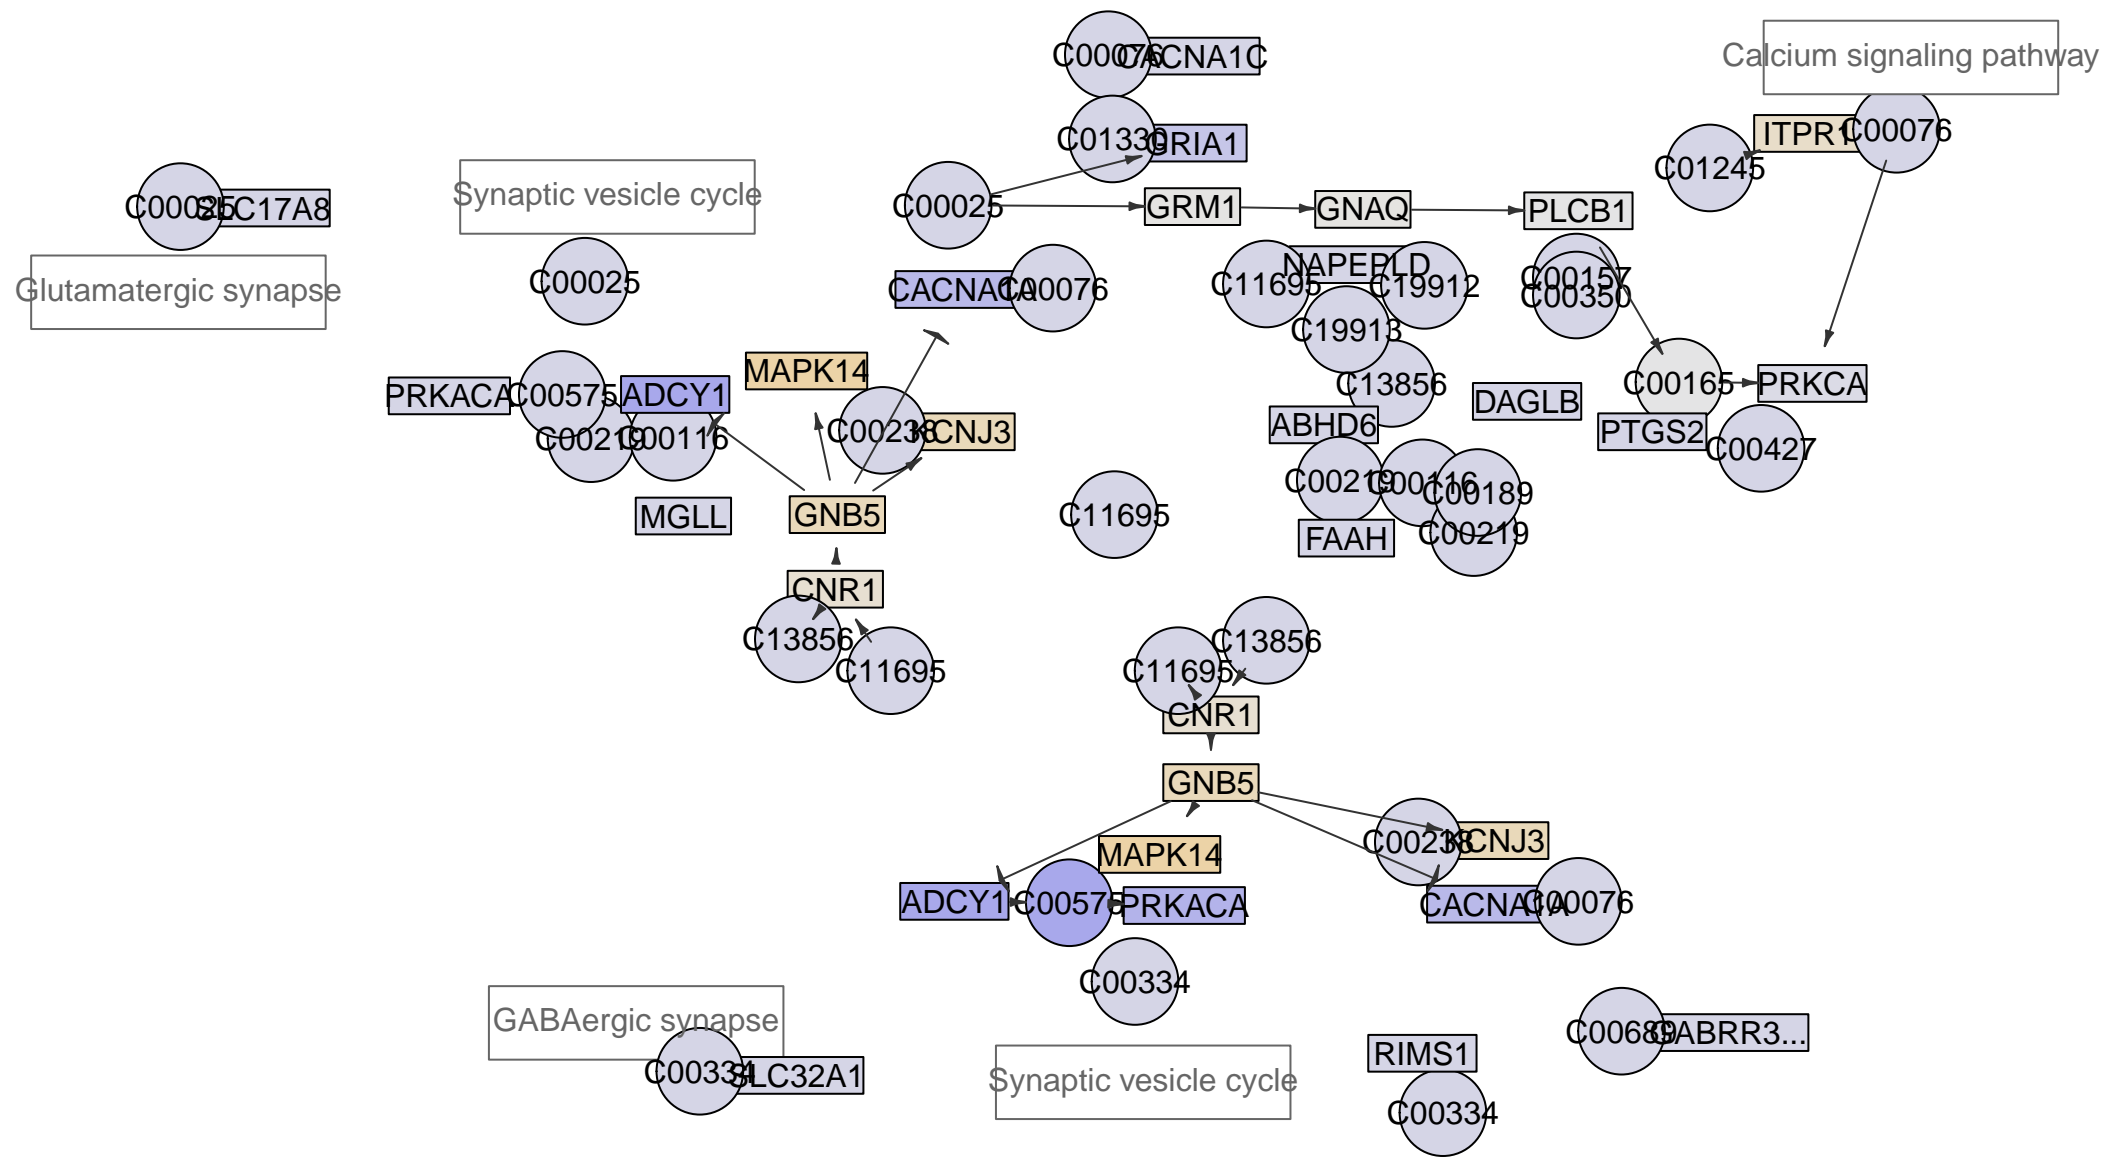 C00076
CACNA1C
Calcium signaling pathway
C01330
GRIA1
ITPR1
C00076
C01245
C00025
SLC17A8
Synaptic vesicle cycle
C00025
GRM1
GNAQ
PLCB1
Glutamatergic synapse
C00025
CACNA1A
C00076
C11695
NAPEPLD
C19912
C00157
C00350
C19913
PRKACA
C00575
ADCY1
MAPK14
C13856
DAGLB
C00165
PRKCA
C00219
C00116
C00238
KCNJ3
ABHD6
PTGS2
C00427
MGLL
GNB5
C11695
C00219
C00116
C00189
FAAH
C00219
CNR1
C13856
C11695
C11695
C13856
CNR1
GNB5
MAPK14
C00238
KCNJ3
ADCY1
C00575
PRKACA
CACNA1A
C00076
C00334
GABAergic synapse
C00334
SLC32A1
Synaptic vesicle cycle
RIMS1
C00334
C00689
GABRR3...